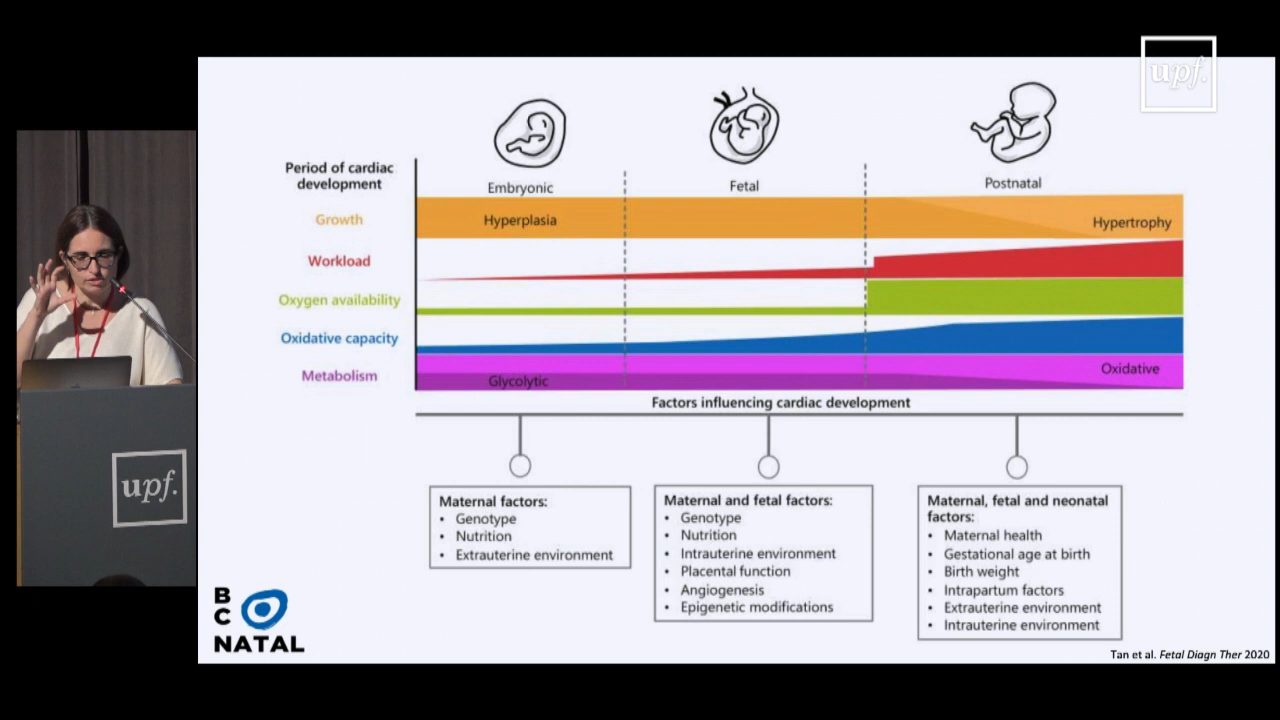 upf.
Period of cardiac
development
Embryonic
Fetal
Postnatal
Growth
Hyperplasia
Hypertrophy
Workload
Oxygen availability
Oxidative capacity
Metabolism
Glycolytic
Oxidative
Factors influencing cardiac development
Maternal factors:
• Genotype
• Nutrition
• Extrauterine environment
Maternal and fetal factors:
• Genotype
• Nutrition
• Intrauterine environment
• Placental function
• Angiogenesis
• Epigenetic modifications
Maternal, fetal and neonatal
factors:
• Maternal health
• Gestational age at birth
• Birth weight
• Intrapartum factors
• Extrauterine environment
• Intrauterine environment
upf.
B
C
NATAL
Tan et al. Fetal Diagn Ther 2020